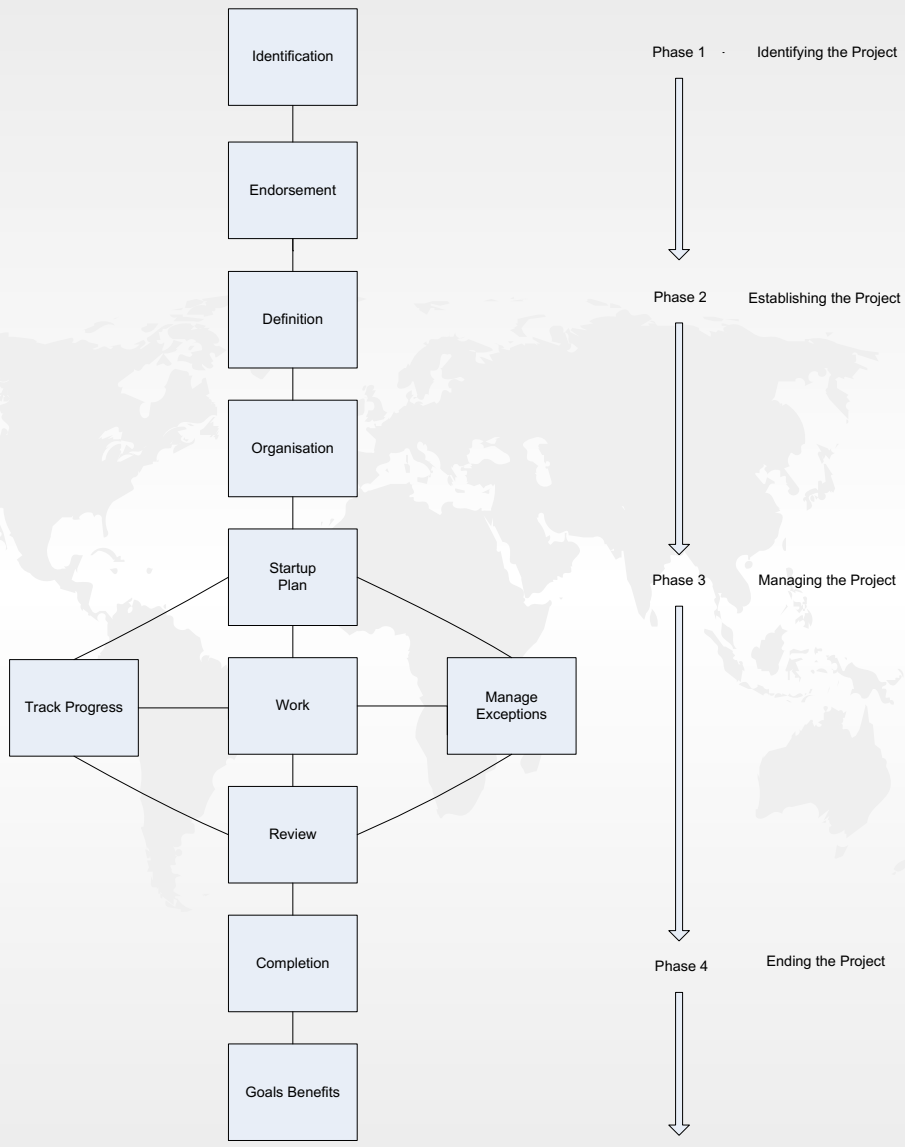 Identification
Phase 1 - Identifying the Project
Endorsement
Definition
Phase 2 Establishing the Project
Organisation
Startup
Plan
Phase 3 Managing the Project
Track Progress
Work
Manage
Exceptions
Review
Completion
Phase 4 Ending the Project
Goals Benefits